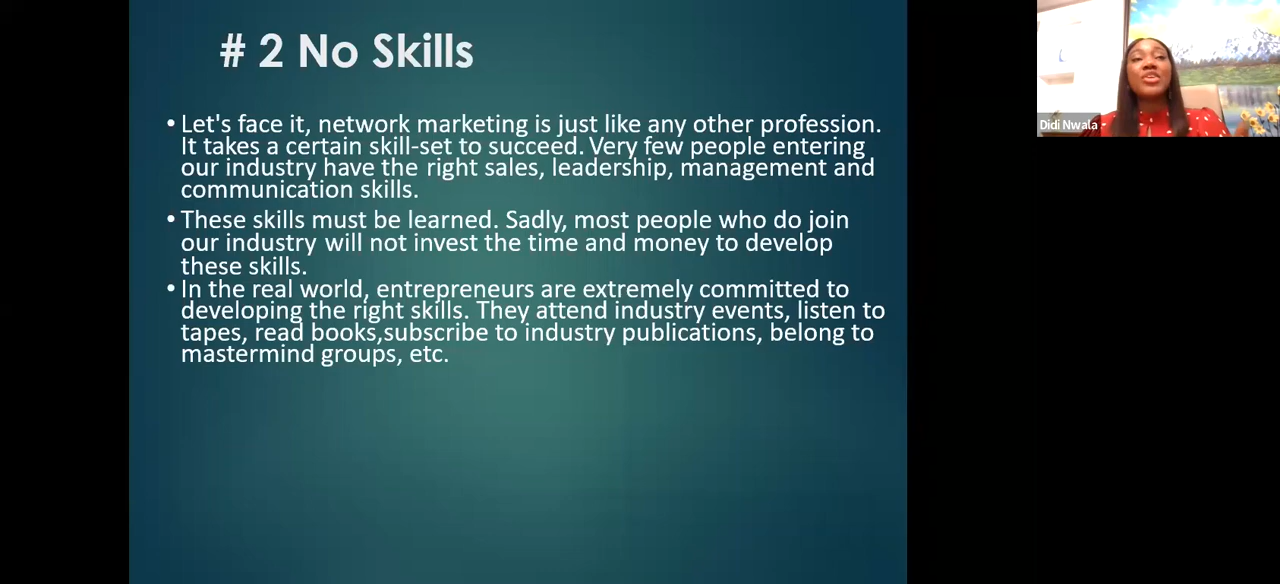 # 2 No Skills
• Let's face it, network marketing is just like any other profession.
It takes a certain skill-set to succeed. Very few people entering
our industry have the right sales, leadership, management and
communication skills.
• These skills must be learned. Sadly, most people who do join
our industry will not invest the time and money to develop
these skills.
• In the real world, entrepreneurs are extremely committed to
developing the right skills. They attend industry events, listen to
tapes, read books,subscribe to industry publications, belong to
mastermind groups, etc.
Didi Nwala